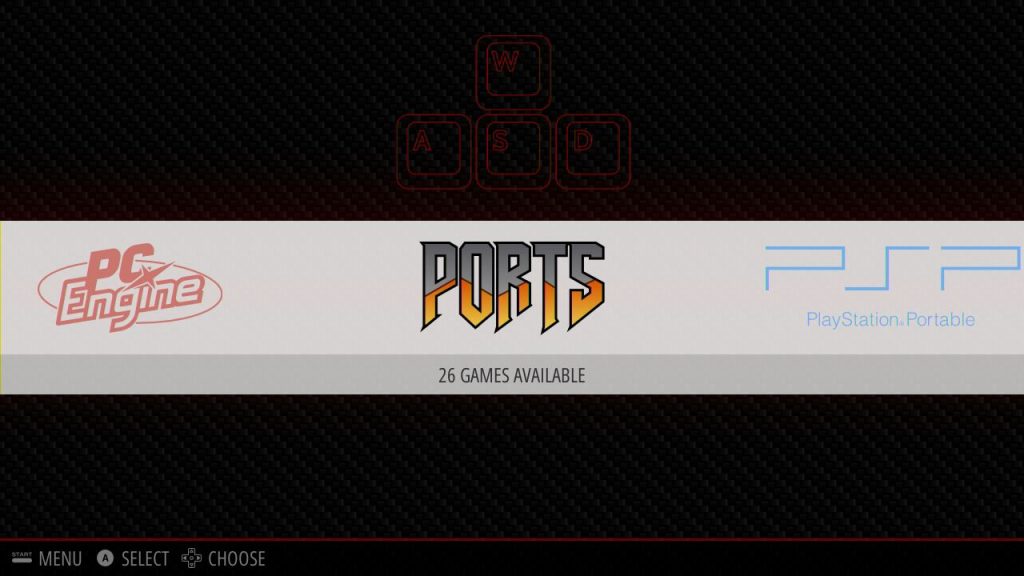 W
A S D
PC Engine
PORTS
PSP
PlayStation Portable
26 GAMES AVAILABLE
START MENU A SELECT CHOOSE